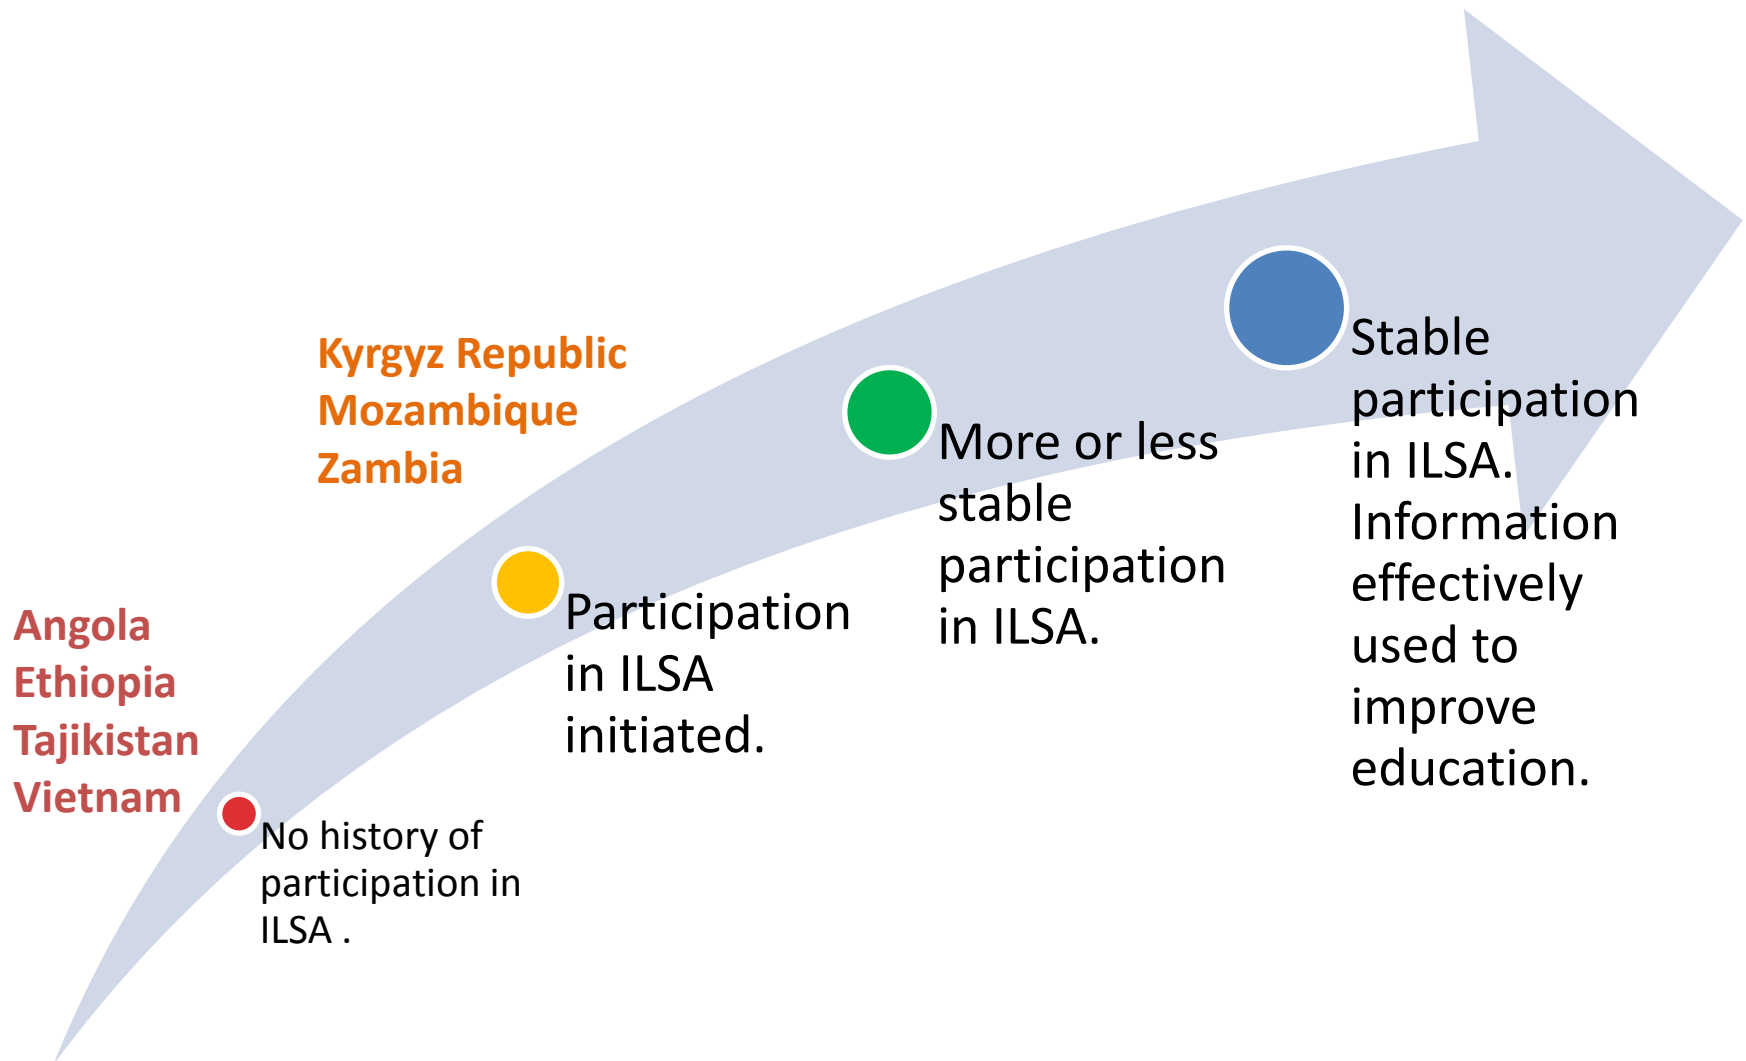 Angola
Ethiopia
Tajikistan
Vietnam
No history of
participation in
ILSA .
Kyrgyz Republic
Mozambique
Zambia
Participation
in ILSA
initiated.
More or less
stable
participation
in ILSA.
Stable
participation
in ILSA.
Information
effectively
used to
improve
education.